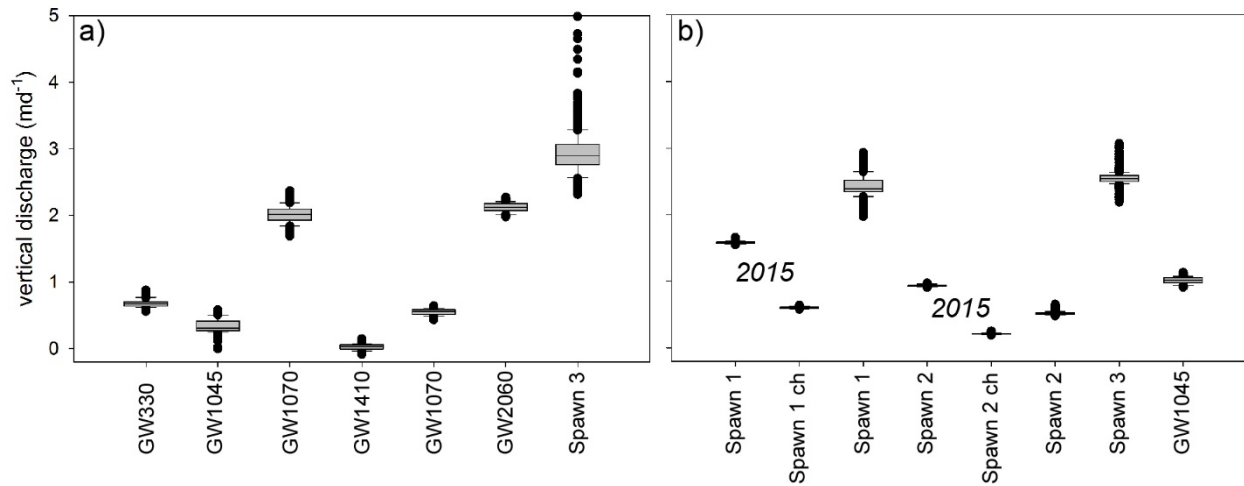 a)
b)
vertical discharge (md⁻¹)
5
4
3
2
1
0
2015
2015
GW330
GW1045
GW1070
GW1410
GW1070
GW2060
Spawn 3
Spawn 1
Spawn 1 ch
Spawn 1
Spawn 2
Spawn 2 ch
Spawn 2
Spawn 3
GW1045